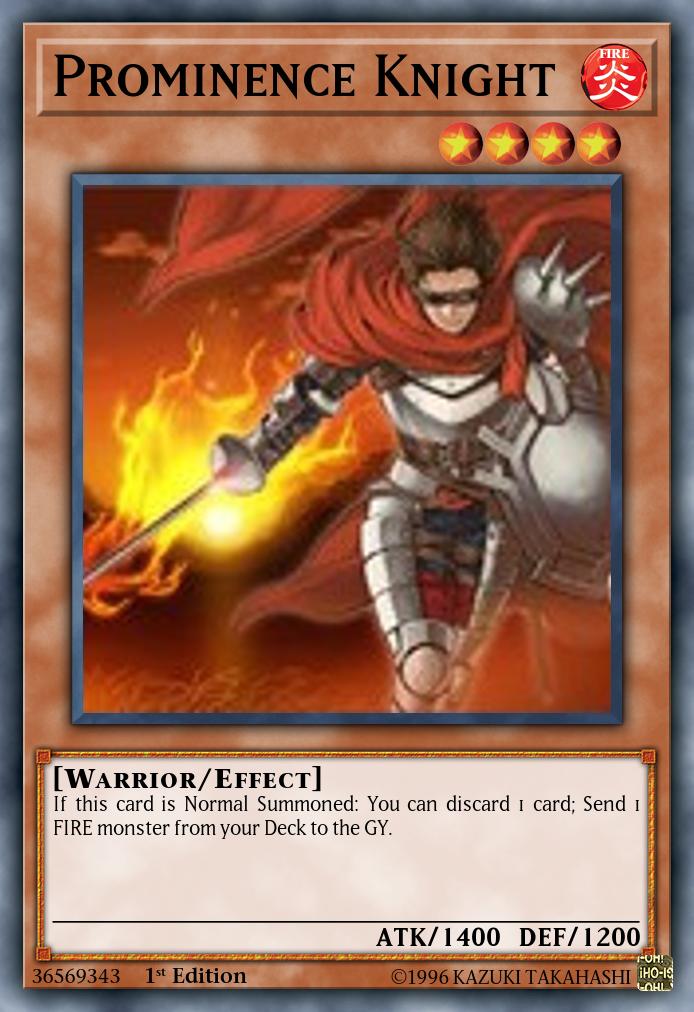 PROMINENCE KNIGHT
FIRE
炎
[WARRIOR/EFFECT]
If this card is Normal Summoned: You can discard 1 card; Send 1
FIRE monster from your Deck to the GY.
ATK/1400 DEF/1200
36569343 1st Edition ©1996 KAZUKI TAKAHASHI